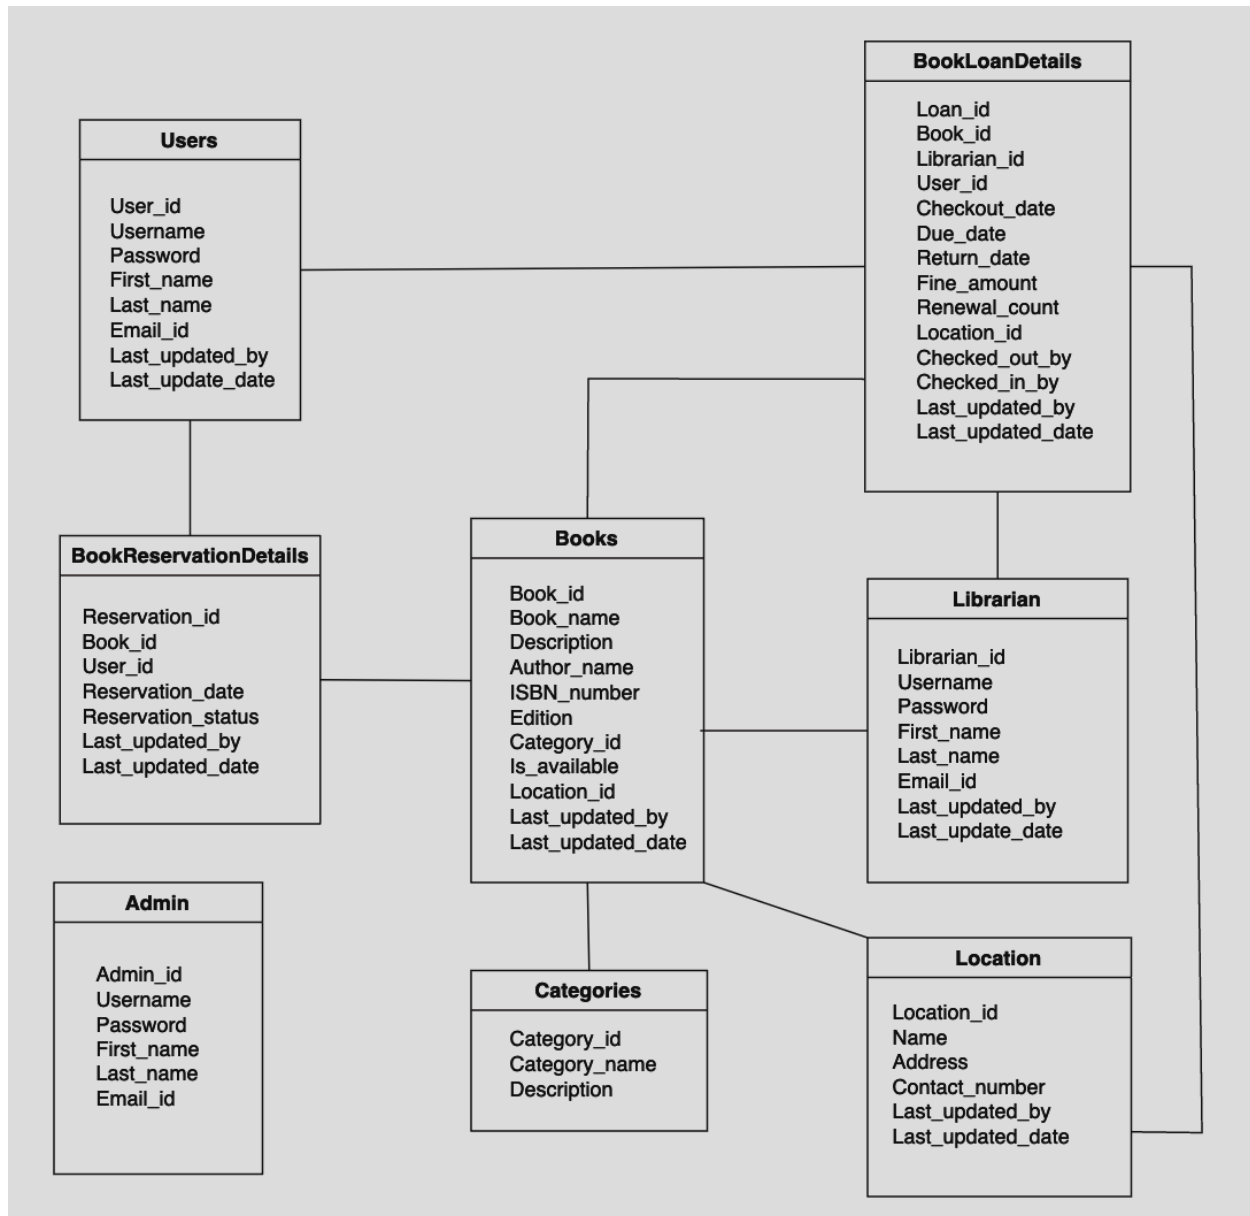 BookLoanDetails
Loan_id
Book_id
Librarian_id
User_id
Checkout_date
Due_date
Return_date
Fine_amount
Renewal_count
Location_id
Checked_out_by
Checked_in_by
Last_updated_by
Last_updated_date
Users
User_id
Username
Password
First_name
Last_name
Email_id
Last_updated_by
Last_update_date
BookReservationDetails
Reservation_id
Book_id
User_id
Reservation_date
Reservation_status
Last_updated_by
Last_updated_date
Books
Book_id
Book_name
Description
Author_name
ISBN_number
Edition
Category_id
Is_available
Location_id
Last_updated_by
Last_updated_date
Librarian
Librarian_id
Username
Password
First_name
Last_name
Email_id
Last_updated_by
Last_update_date
Admin
Admin_id
Username
Password
First_name
Last_name
Email_id
Categories
Category_id
Category_name
Description
Location
Location_id
Name
Address
Contact_number
Last_updated_by
Last_updated_date